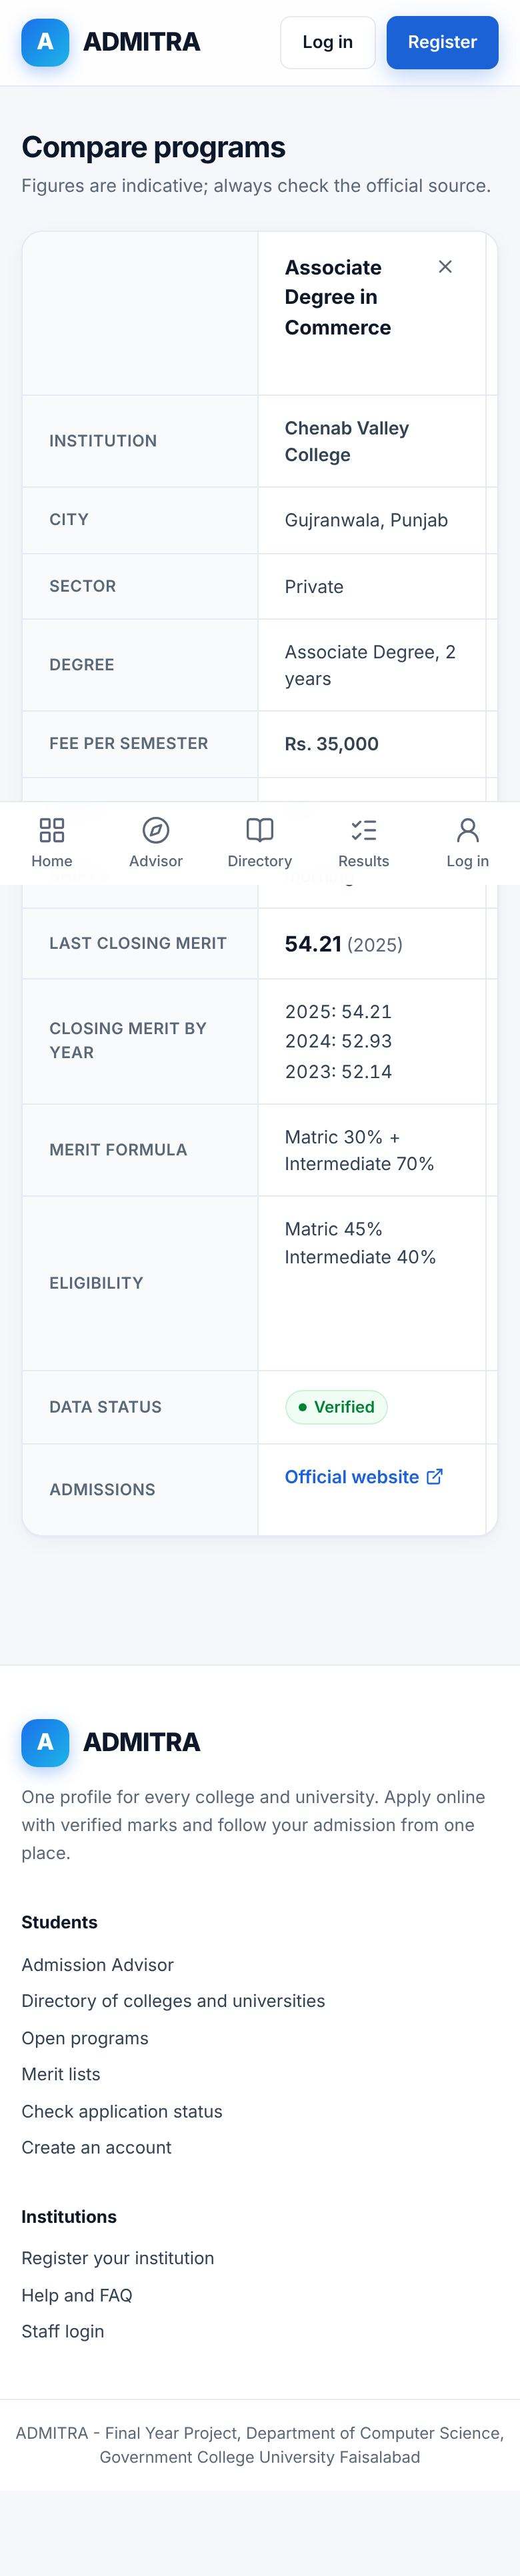 A ADMITRA
Log in
Register
Compare programs
Figures are indicative; always check the official source.
Associate
Degree in
Commerce
INSTITUTION
Chenab Valley
College
CITY
Gujranwala, Punjab
SECTOR
Private
DEGREE
Associate Degree, 2
years
FEE PER SEMESTER
Rs. 35,000
Home
Advisor
Directory
Results
Log in
LAST CLOSING MERIT
54.21 (2025)
CLOSING MERIT BY
YEAR
2025: 54.21
2024: 52.93
2023: 52.14
MERIT FORMULA
Matric 30% +
Intermediate 70%
ELIGIBILITY
Matric 45%
Intermediate 40%
DATA STATUS
Verified
ADMISSIONS
Official website
A ADMITRA
One profile for every college and university. Apply online
with verified marks and follow your admission from one
place.
Students
Admission Advisor
Directory of colleges and universities
Open programs
Merit lists
Check application status
Create an account
Institutions
Register your institution
Help and FAQ
Staff login
ADMITRA - Final Year Project, Department of Computer Science,
Government College University Faisalabad